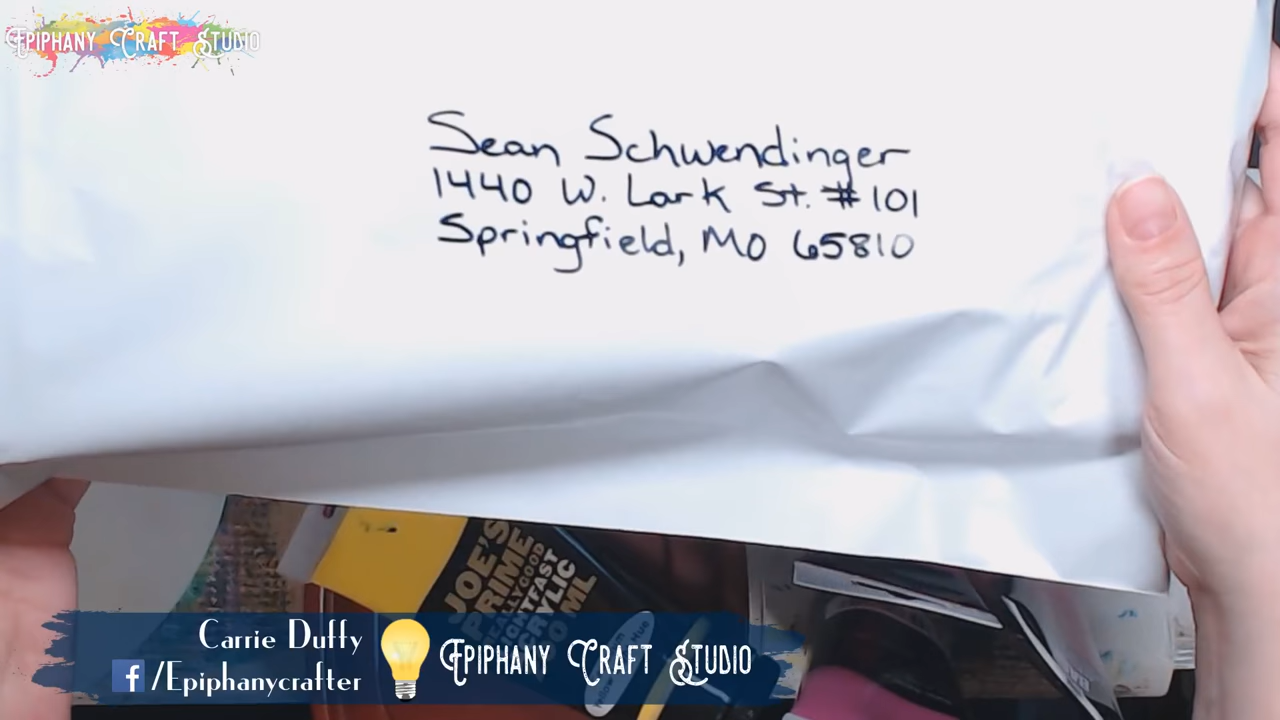 EPIPHANY CRAFT STUDIO
Sean Schwendinger
1440 W. Lark St. #101
Springfield, MO 65810
JOE'S
PRIME
ACRYLIC
Carrie Duffy
f /Epiphanycrafter
EPIPHANY CRAFT STUDIO